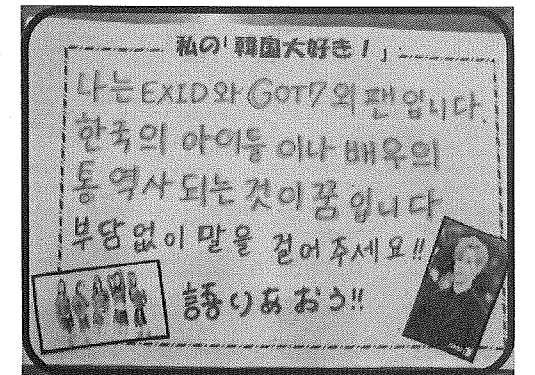 私の「韓国大好き！」
나는 EXID와 GOT7의 팬입니다.
한국의 아이돌이나 배우의
통역사 되는 것이 꿈입니다
부담없이 말을 걸어 주세요!!
語りあおう!!